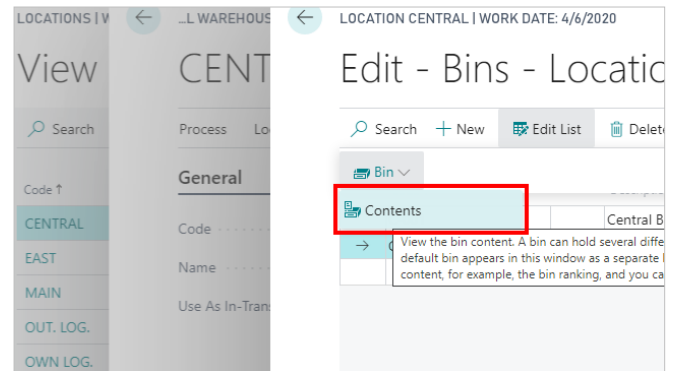 LOCATIONS | W
View
Search
Code ↑
CENTRAL
EAST
MAIN
OUT. LOG.
OWN LOG.
...L WAREHOUS
CENT
Process Lo
General
Code
Name
Use As In-Trans
LOCATION CENTRAL | WORK DATE: 4/6/2020
Edit - Bins - Locatio
Search + New Edit List Delet
Bin
Contents
Central B
View the bin content. A bin can hold several diffe
default bin appears in this window as a separate l
content, for example, the bin ranking, and you ca